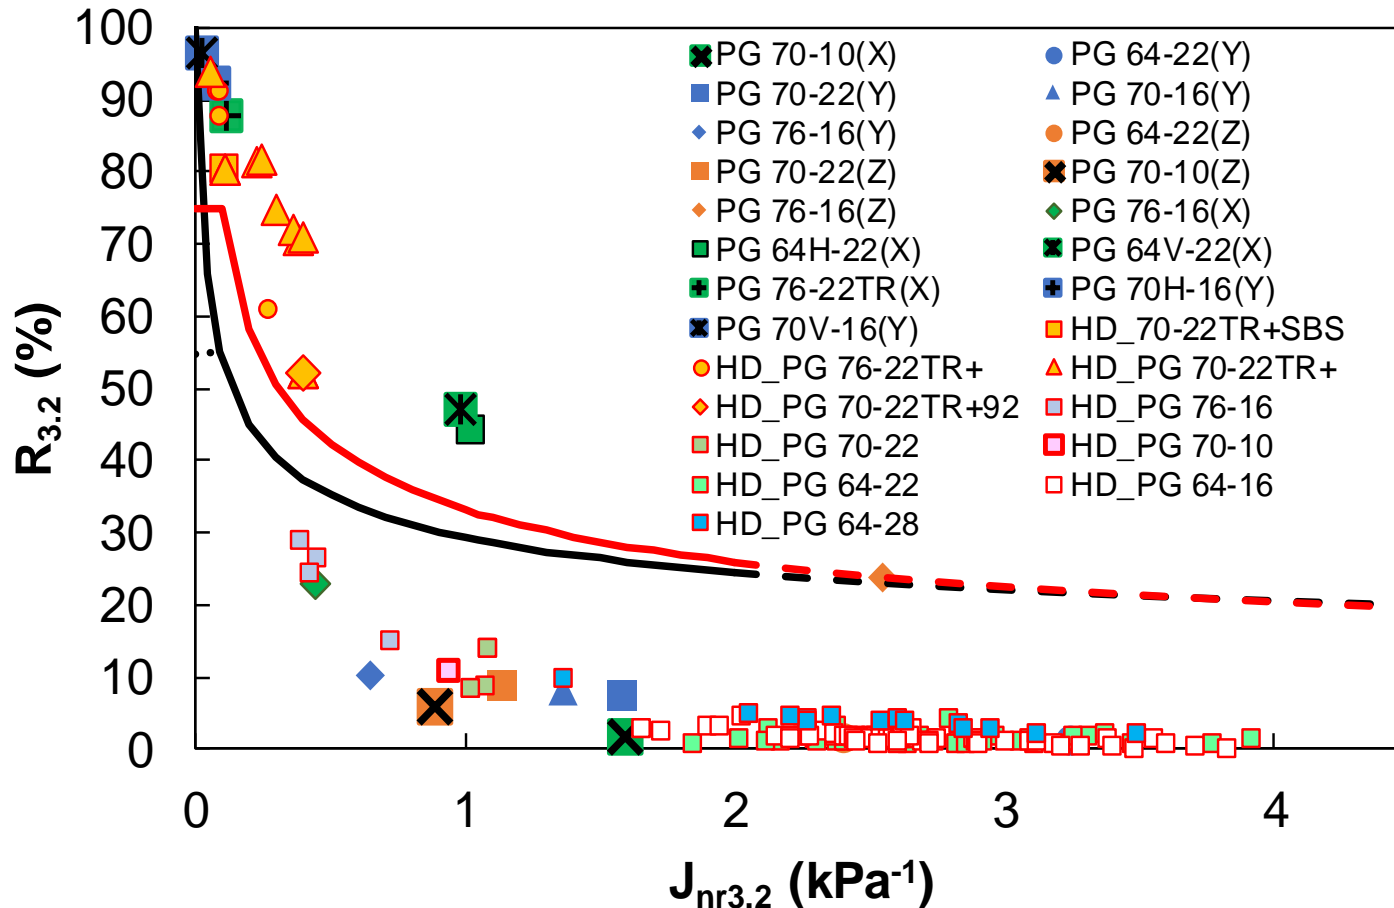 100
90
80
70
60
50
40
30
20
10
0
R3.2 (%)
PG 70-10(X) PG 64-22(Y)
PG 70-22(Y) PG 70-16(Y)
PG 76-16(Y) PG 64-22(Z)
PG 70-22(Z) PG 70-10(Z)
PG 76-16(Z) PG 76-16(X)
PG 64H-22(X) PG 64V-22(X)
PG 76-22TR(X) PG 70H-16(Y)
PG 70V-16(Y) HD_70-22TR+SBS
HD_PG 76-22TR+ HD_PG 70-22TR+
HD_PG 70-22TR+92 HD_PG 76-16
HD_PG 70-22 HD_PG 70-10
HD_PG 64-22 HD_PG 64-16
HD_PG 64-28
0 1 2 3 4
Jnr3.2 (kPa-1)